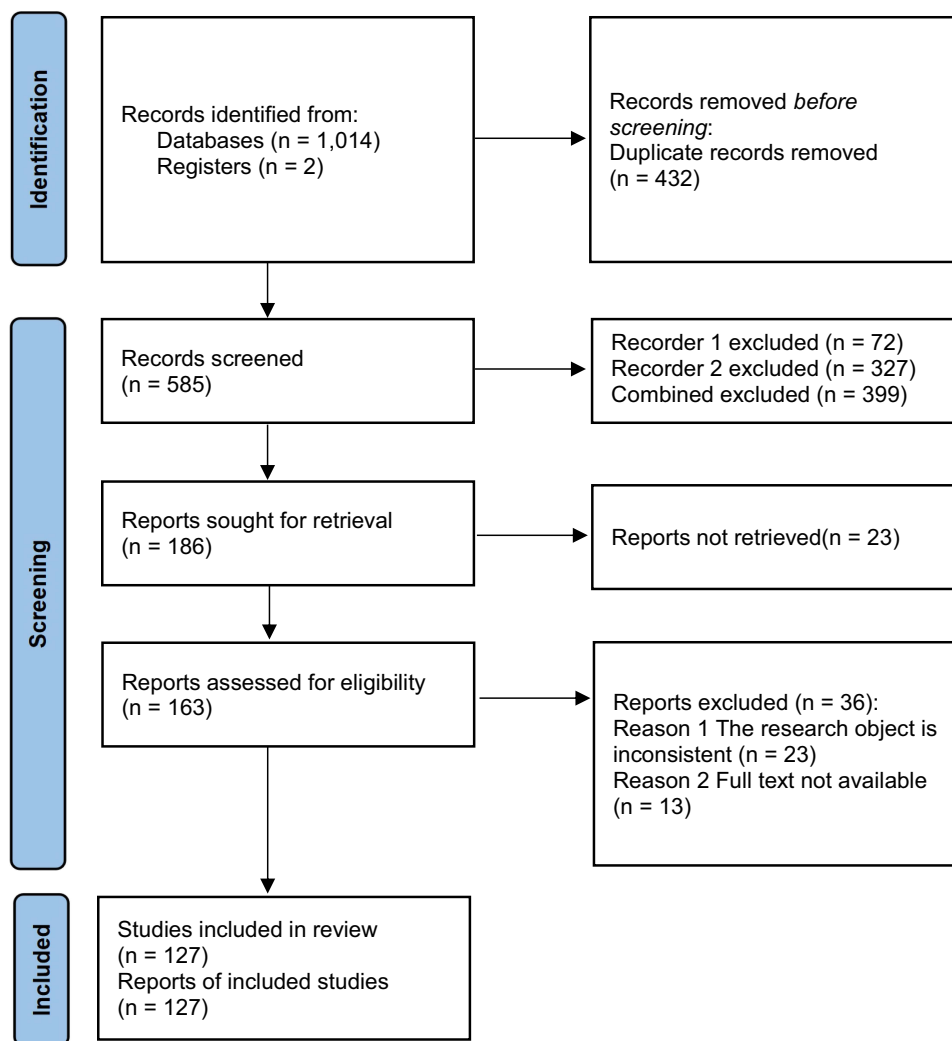 Identification
Records identified from:
Databases (n = 1,014)
Registers (n = 2)
Records removed before
screening:
Duplicate records removed
(n = 432)
Screening
Records screened
(n = 585)
Recorder 1 excluded (n = 72)
Recorder 2 excluded (n = 327)
Combined excluded (n = 399)
Reports sought for retrieval
(n = 186)
Reports not retrieved(n = 23)
Reports assessed for eligibility
(n = 163)
Reports excluded (n = 36):
Reason 1 The research object is
inconsistent (n = 23)
Reason 2 Full text not available
(n = 13)
Included
Studies included in review
(n = 127)
Reports of included studies
(n = 127)